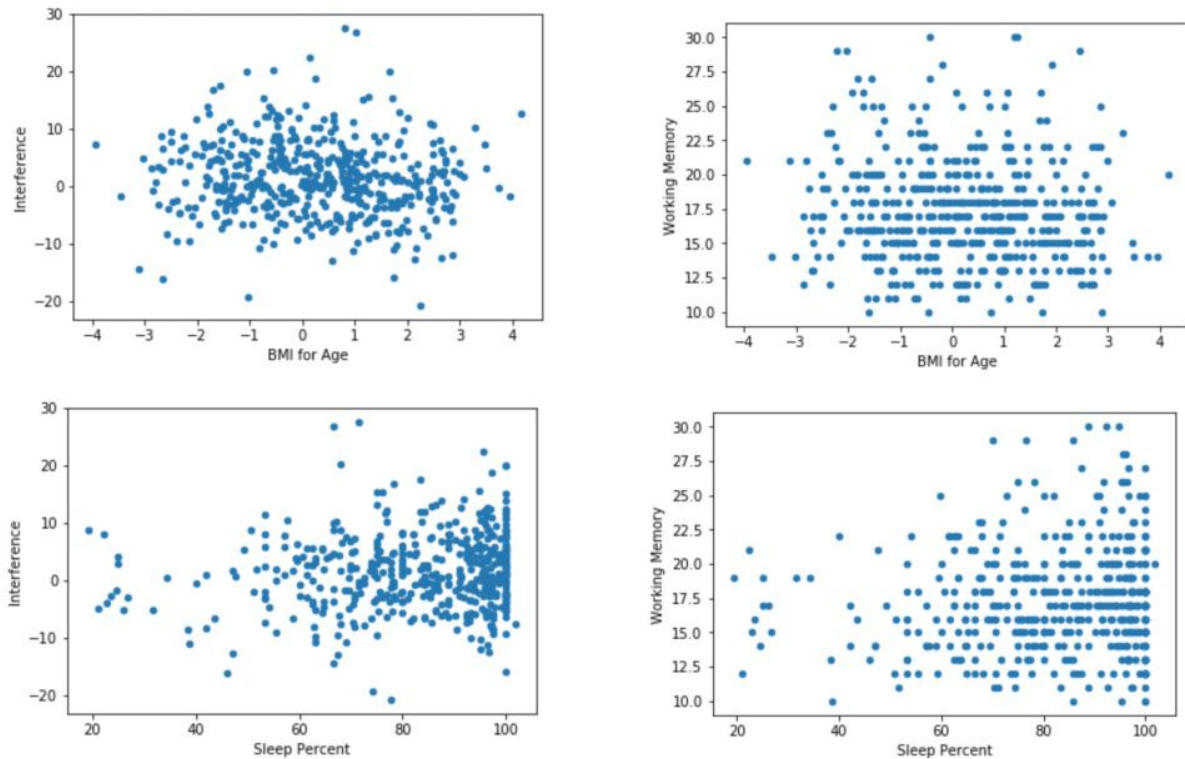 30
20
10
0
−10
−20
Interference
−4 −3 −2 −1 0 1 2 3 4
BMI for Age
30.0
27.5
25.0
22.5
20.0
17.5
15.0
12.5
10.0
Working Memory
−4 −3 −2 −1 0 1 2 3 4
BMI for Age
30
20
10
0
−10
−20
Interference
20 40 60 80 100
Sleep Percent
30.0
27.5
25.0
22.5
20.0
17.5
15.0
12.5
10.0
Working Memory
20 40 60 80 100
Sleep Percent